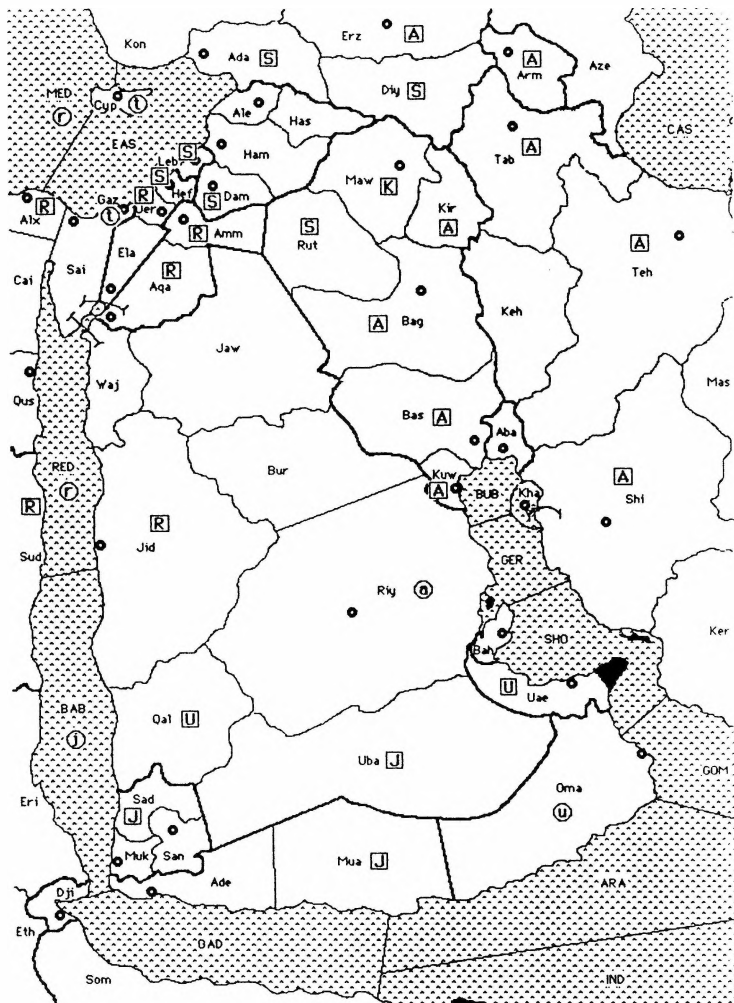 Kon
Ada S
Erz A
A
Arm
Aze
MED
r
Cyp t
Diy S
CAS
Ale
Has
EAS
Ham
Tab A
Leb S
Maw K
S
Hef
Dam S
Kir A
Alx R
Gaz t
R
Jer
R Amm
S
Rut
A
Teh
Sai
Ela
R
Aqa
Cai
A Bag
Keh
Jaw
Waj
Mas
Qus
Bas A
Aba
Bur
RED
r
Kuw
A
BUB
Kha
A
Shi
R
Sud
R
Jid
GER
Riy n
Ker
SHO
Bah
U
Uae
BAB
j
Qal U
Uba J
GOM
Eri
Sad
J
Oma
u
Muk
San
Mua J
Ade
ARA
Dji
Eth
GAD
Som
IND